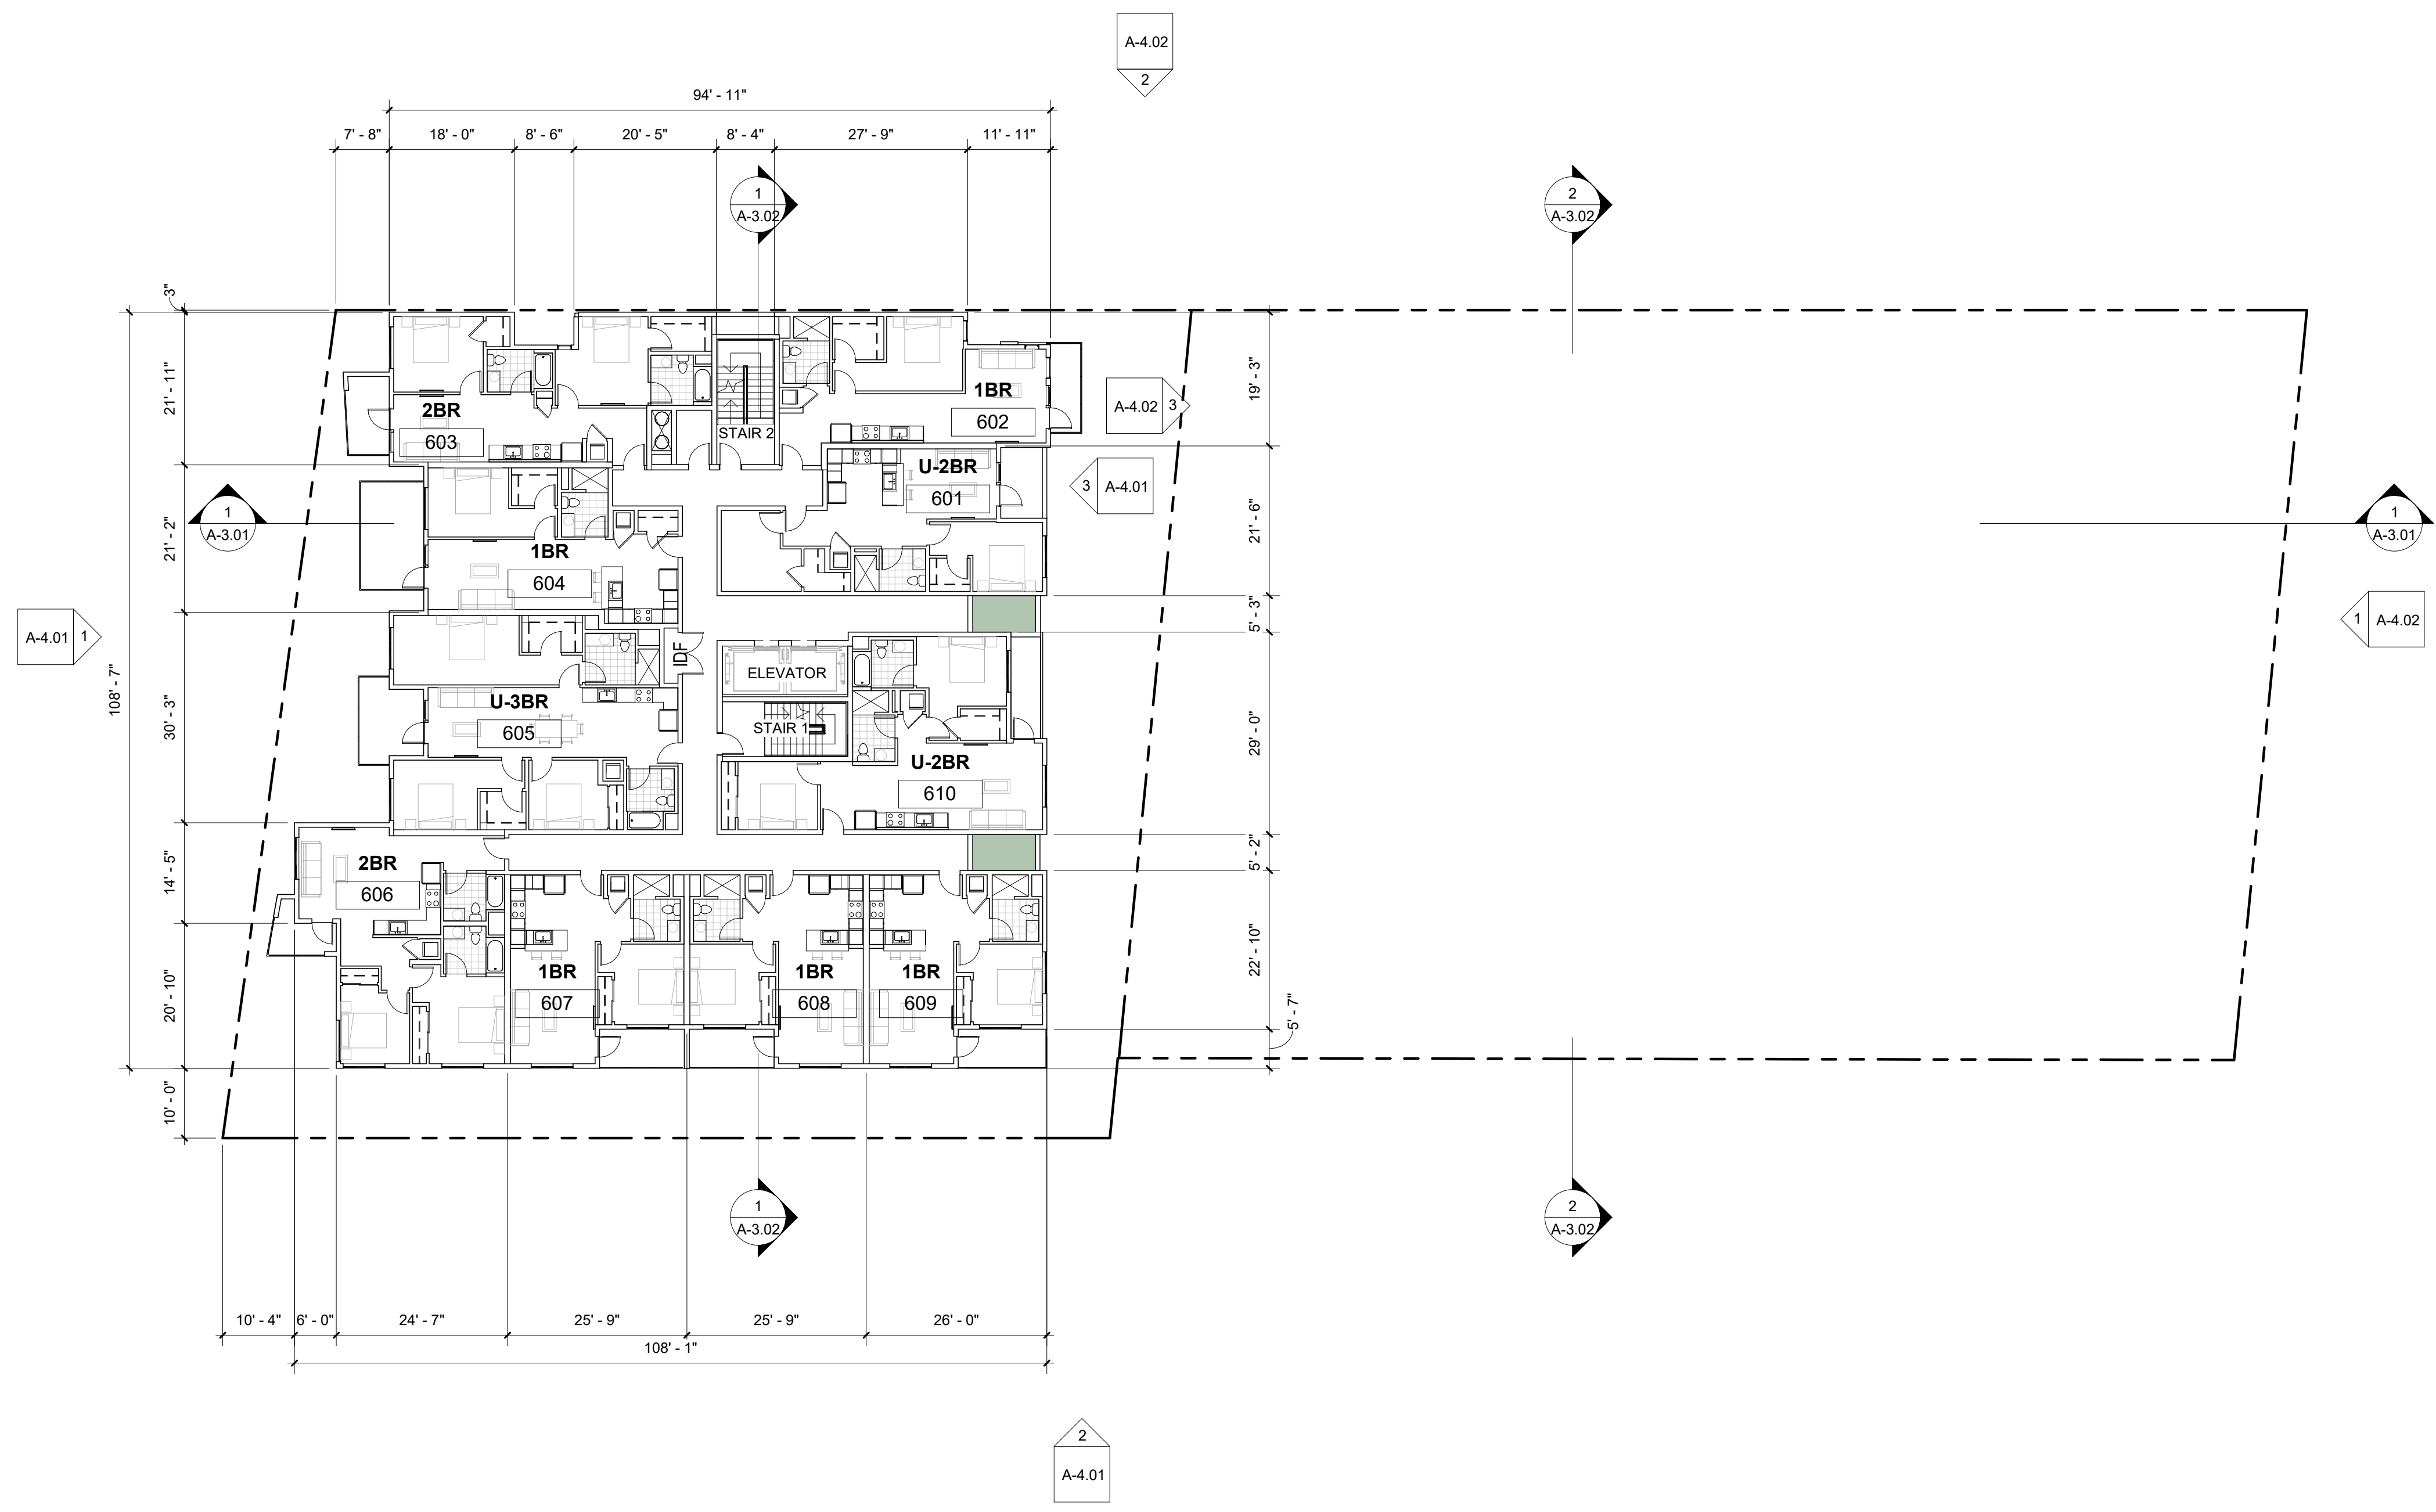 A-4.02
2
94' - 11"
7' - 8"
18' - 0"
8' - 6"
20' - 5"
8' - 4"
27' - 9"
11' - 11"
1
A-3.02
2
A-3.02
3"
21' - 11"
21' - 2"
30' - 3"
14' - 5"
20' - 10"
10' - 0"
108' - 7"
19' - 3"
21' - 6"
5' - 3"
29' - 0"
5' - 2"
22' - 10"
5' - 7"
2BR
603
STAIR 2
1BR
602
A-4.02
3
U-2BR
601
3
A-4.01
1
A-3.01
1
A-3.01
1BR
604
A-4.01
1
1
A-4.02
IDF
ELEVATOR
U-3BR
605
STAIR 1
U-2BR
610
2BR
606
1BR
607
1BR
608
1BR
609
1
A-3.02
2
A-3.02
10' - 4"
6' - 0"
24' - 7"
25' - 9"
25' - 9"
26' - 0"
108' - 1"
2
A-4.01